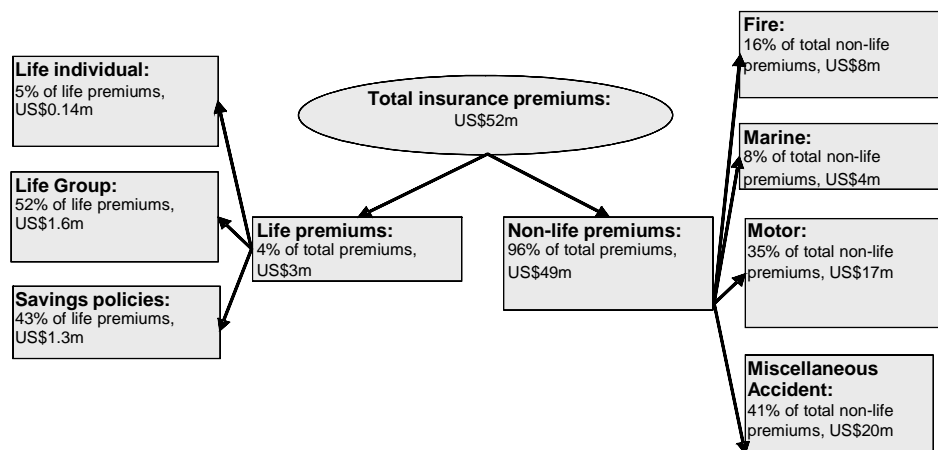 Total insurance premiums:
US$52m
Life individual:
5% of life premiums,
US$0.14m
Life Group:
52% of life premiums,
US$1.6m
Savings policies:
43% of life premiums,
US$1.3m
Life premiums:
4% of total premiums,
US$3m
Non-life premiums:
96% of total premiums,
US$49m
Fire:
16% of total non-life
premiums, US$8m
Marine:
8% of total non-life
premiums, US$4m
Motor:
35% of total non-life
premiums, US$17m
Miscellaneous
Accident:
41% of total non-life
premiums, US$20m